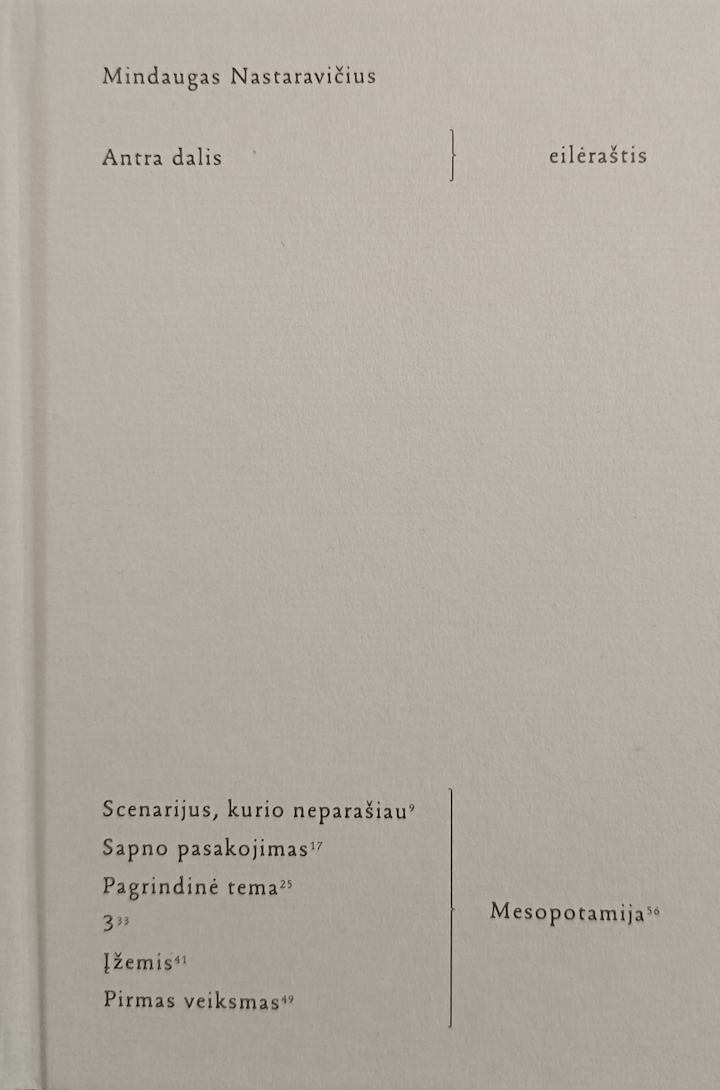 Mindaugas Nastaravičius
Antra dalis } eilėraštis
Scenarijus, kurio neparašiau⁹
Sapno pasakojimas¹⁷
Pagrindinė tema²⁵
3³³
Įžemis⁴¹
Pirmas veiksmas⁴⁹
Mesopotamija⁵⁶